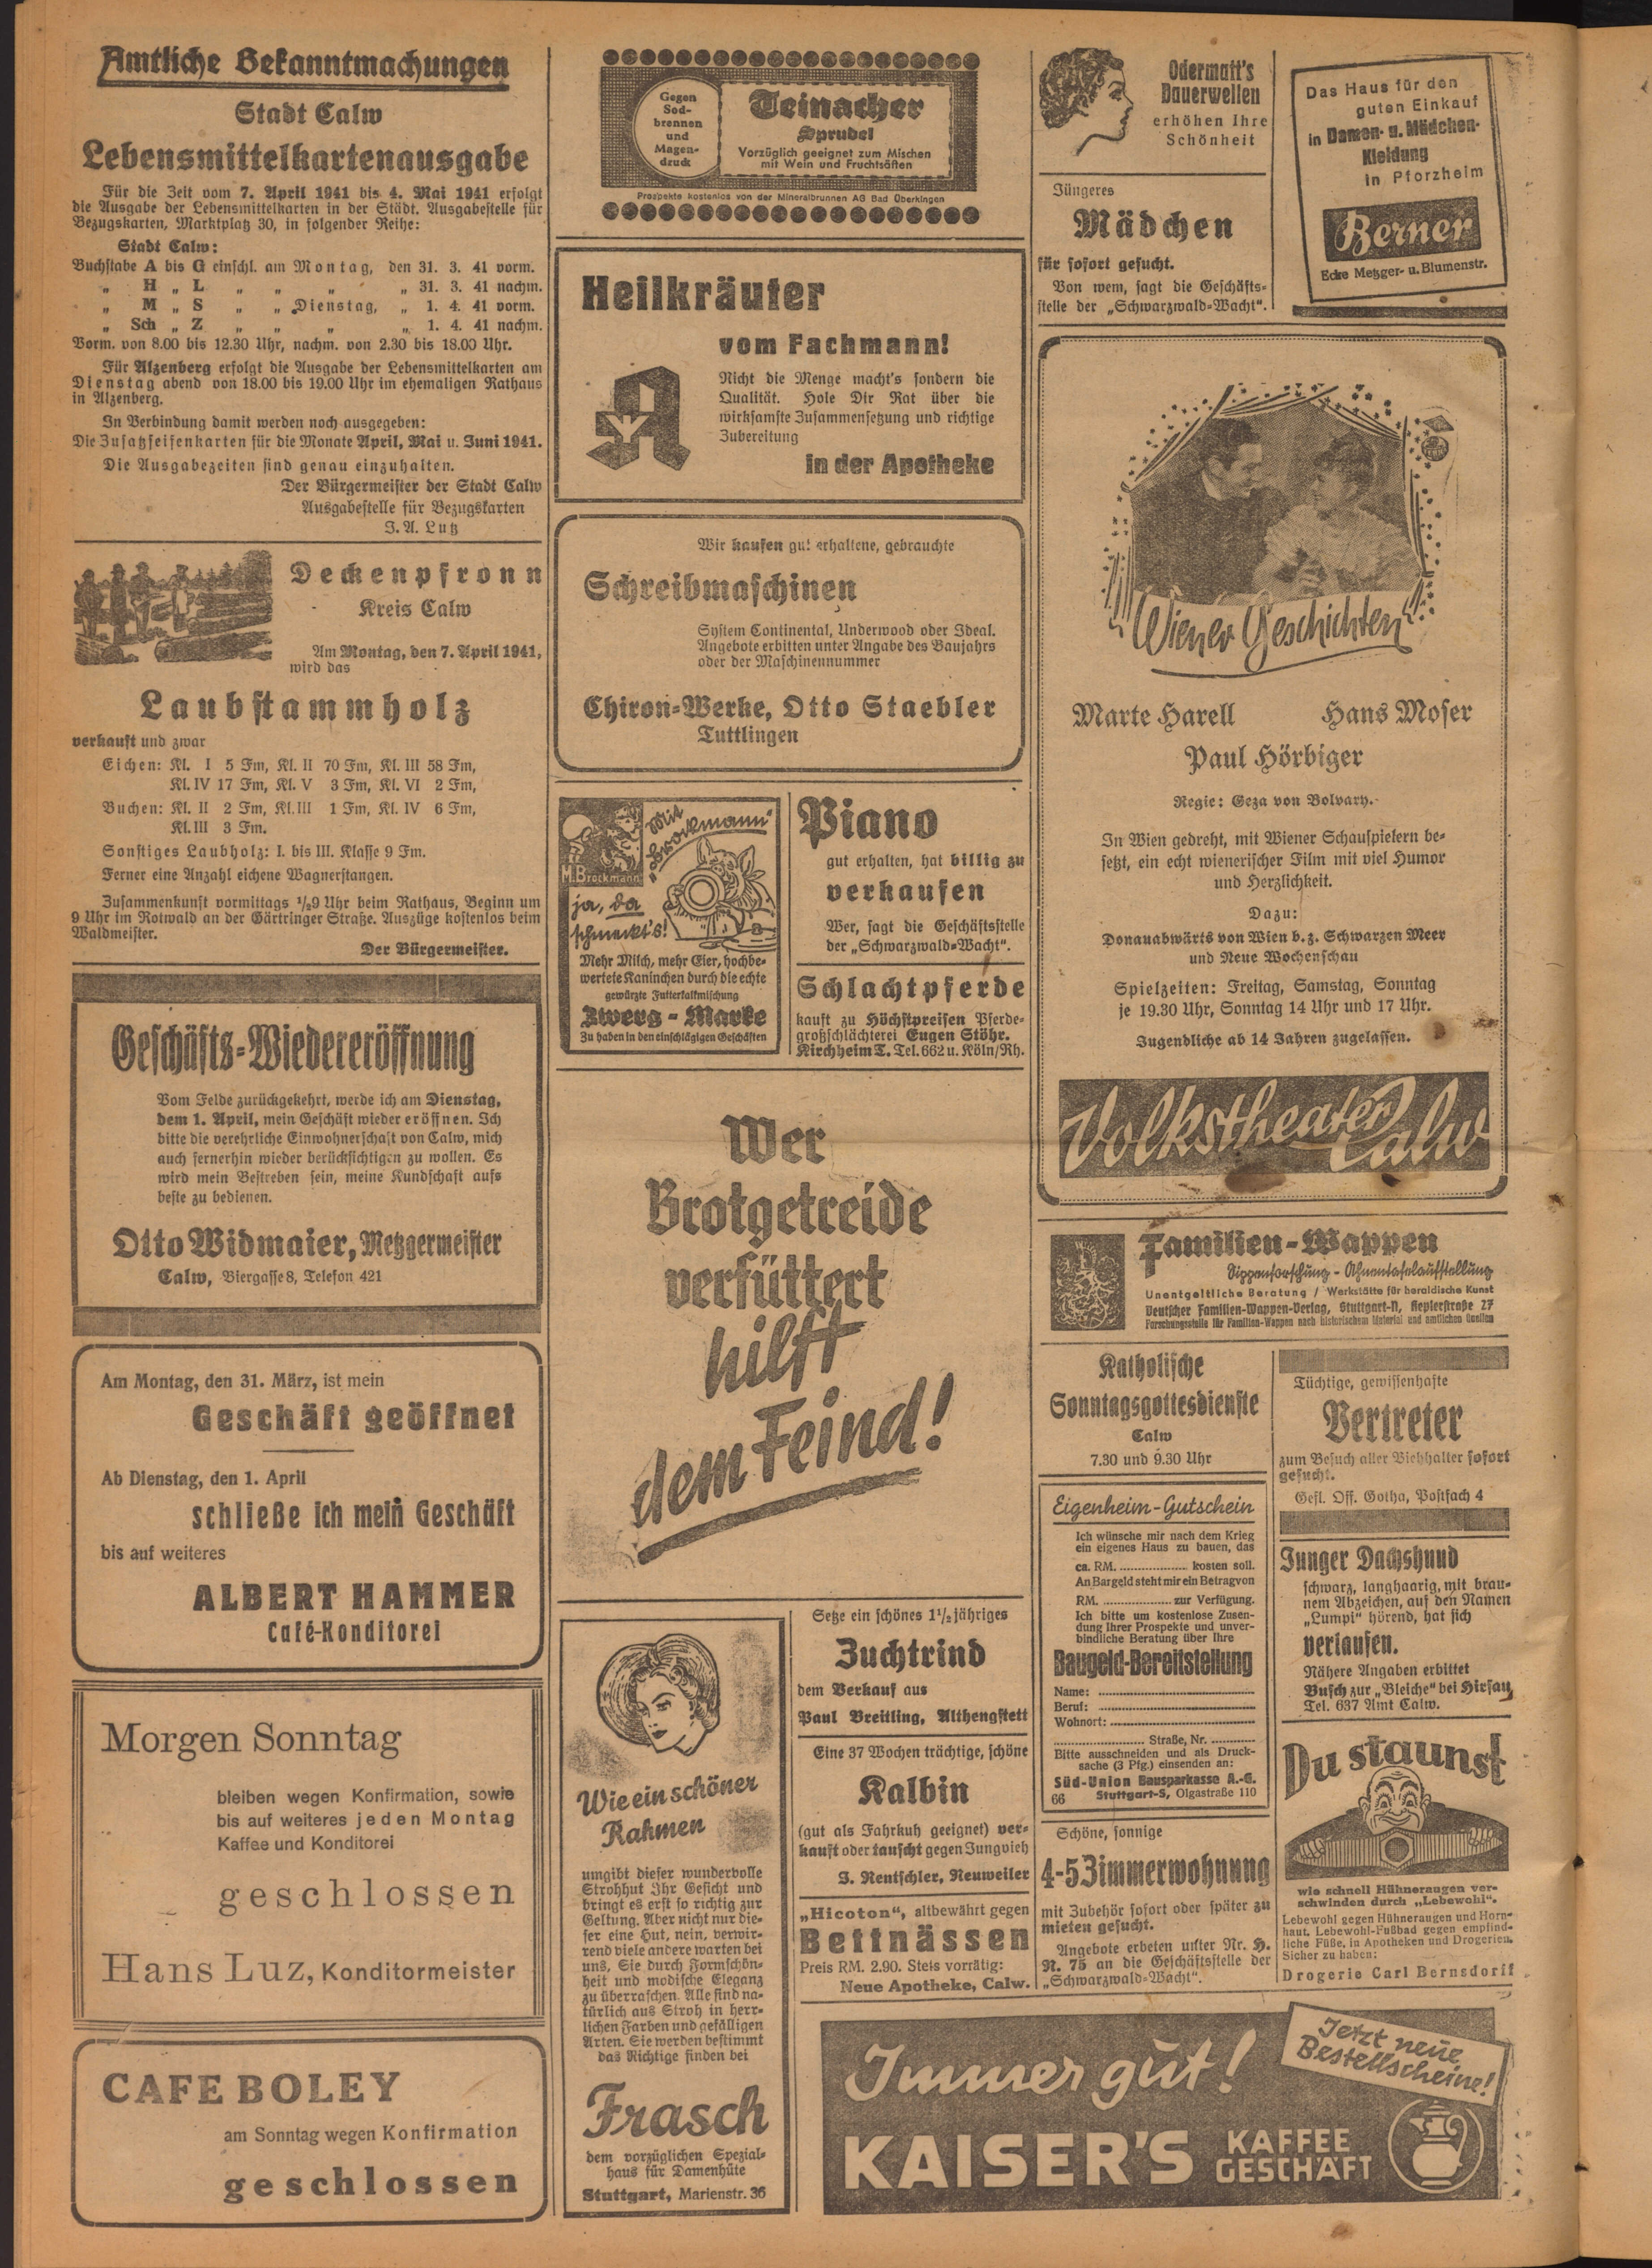 Amtliche Bekanntmachungen
Stadt Calw
Lebensmittelkartenausgabe
Für die Zeit vom 7. April 1941 bis 4. Mai 1941 erfolgt
die Ausgabe der Lebensmittelkarten in der Städt. Ausgabestelle für
Bezugskarten, Marktplatz 30, in folgender Reihe:
Stadt Calw:
Buchstabe A bis G einschl. am Montag, den 31. 3. 41 vorm.
„ H „ L „ „ „ „ 31. 3. 41 nachm.
„ M „ S „ „ Dienstag, „ 1. 4. 41 vorm.
„ Sch „ Z „ „ „ „ 1. 4. 41 nachm.
Vorm. von 8.00 bis 12.30 Uhr, nachm. von 2.30 bis 18.00 Uhr.
Für Alzenberg erfolgt die Ausgabe der Lebensmittelkarten am
Dienstag abend von 18.00 bis 19.00 Uhr im ehemaligen Rathaus
in Alzenberg.
In Verbindung damit werden noch ausgegeben:
Die Zusatzseifenkarten für die Monate April, Mai u. Juni 1941.
Die Ausgabezeiten sind genau einzuhalten.
Der Bürgermeister der Stadt Calw
Ausgabestelle für Bezugskarten
J. A. Lutz
Deckenpfronn
Kreis Calw
Am Montag, den 7. April 1941,
wird das
Laubstammholz
verkauft und zwar
Eichen: Kl. I 5 Fm, Kl. II 70 Fm, Kl. III 58 Fm,
Kl. IV 17 Fm, Kl. V 3 Fm, Kl. VI 2 Fm,
Buchen: Kl. II 2 Fm, Kl. III 1 Fm, Kl. IV 6 Fm,
Kl. III 3 Fm.
Sonstiges Laubholz: I. bis III. Klasse 9 Fm.
Ferner eine Anzahl eichene Wagnerstangen.
Zusammenkunft vormittags ½9 Uhr beim Rathaus, Beginn um
9 Uhr im Rotwald an der Gärtringer Straße. Auszüge kostenlos beim
Waldmeister.
Der Bürgermeister.
Geschäfts-Wiedereröffnung
Vom Felde zurückgekehrt, werde ich am Dienstag,
dem 1. April, mein Geschäft wieder eröffnen. Ich
bitte die verehrliche Einwohnerschaft von Calw, mich
auch fernerhin wieder berücksichtigen zu wollen. Es
wird mein Bestreben sein, meine Kundschaft aufs
beste zu bedienen.
Otto Widmaier, Metzgermeister
Calw, Biergasse 8, Telefon 421
Am Montag, den 31. März, ist mein
Geschäft geöffnet
Ab Dienstag, den 1. April
schließe ich mein Geschäft
bis auf weiteres
ALBERT HAMMER
Café-Konditorei
Morgen Sonntag
bleiben wegen Konfirmation, sowie
bis auf weiteres jeden Montag
Kaffee und Konditorei
geschlossen
Hans Luz, Konditormeister
CAFE BOLEY
am Sonntag wegen Konfirmation
geschlossen
Gegen
Sod-
brennen
und
Magen-
druck
Teinacher
Sprudel
Vorzüglich geeignet zum Mischen
mit Wein und Fruchtsäften
Prospekte kostenlos von der Mineralbrunnen AG Bad Überkingen
Heilkräuter
vom Fachmann!
Nicht die Menge macht's sondern die
Qualität. Hole Dir Rat über die
wirksamste Zusammensetzung und richtige
Zubereitung
in der Apotheke
Wir kaufen gut erhaltene, gebrauchte
Schreibmaschinen
System Continental, Underwood oder Ideal.
Angebote erbitten unter Angabe des Baujahrs
oder der Maschinennummer
Chiron-Werke, Otto Staebler
Tuttlingen
M. Brockmann
Mit
„Brockmann“
ja, da
schmeckt's!
Mehr Milch, mehr Eier, hochbe-
wertete Kaninchen durch die echte
gewürzte Futterkalkmischung
Zwerg-Marke
Zu haben in den einschlägigen Geschäften
Piano
gut erhalten, hat billig zu
verkaufen
Wer, sagt die Geschäftsstelle
der „Schwarzwald-Wacht“.
Schlachtpferde
kauft zu Höchstpreisen Pferde-
großschlächterei Eugen Stöhr.
Kirchheim T. Tel. 662 u. Köln/Rh.
Wer
Brotgetreide
verfüttert
hilft
dem Feind!
Wie ein schöner
Rahmen
umgibt dieser wundervolle
Strohhut Ihr Gesicht und
bringt es erst so richtig zur
Geltung. Aber nicht nur die-
ser eine Hut, nein, verwir-
rend viele andere warten bei
uns, Sie durch Formschön-
heit und modische Eleganz
zu überraschen. Alle sind na-
türlich aus Stroh in herr-
lichen Farben und gefälligen
Arten. Sie werden bestimmt
das Richtige finden bei
Frasch
dem vorzüglichen Spezial-
haus für Damenhüte
Stuttgart, Marienstr. 36
Setze ein schönes 1½jähriges
Zuchtrind
dem Verkauf aus
Paul Breitling, Althengstett
Eine 37 Wochen trächtige, schöne
Kalbin
(gut als Fahrkuh geeignet) ver-
kauft oder tauscht gegen Jungvieh
J. Rentschler, Neuweiler
„Hicoton“, altbewährt gegen
Bettnässen
Preis RM. 2.90. Stets vorrätig:
Neue Apotheke, Calw.
Odermatt's
Dauerwellen
erhöhen Ihre
Schönheit
Jüngeres
Mädchen
für sofort gesucht.
Von wem, sagt die Geschäfts-
stelle der „Schwarzwald-Wacht“.
Das Haus für den
guten Einkauf
in Damen- u. Mädchen-
Kleidung
in Pforzheim
Berner
Ecke Metzger- u. Blumenstr.
Wiener Geschichten
Marte Harell Hans Moser
Paul Hörbiger
Regie: Geza von Bolvary.
In Wien gedreht, mit Wiener Schauspielern be-
setzt, ein echt wienerischer Film mit viel Humor
und Herzlichkeit.
Dazu:
Donauabwärts von Wien b. z. Schwarzen Meer
und Neue Wochenschau
Spielzeiten: Freitag, Samstag, Sonntag
je 19.30 Uhr, Sonntag 14 Uhr und 17 Uhr.
Jugendliche ab 14 Jahren zugelassen.
Volkstheater Calw
Familien-Wappen
Sippenforschung - Ahnentafelaufstellung
Unentgeltliche Beratung / Werkstätte für heraldische Kunst
Deutscher Familien-Wappen-Verlag, Stuttgart-N, Keplerstraße 27
Forschungsstelle für Familien-Wappen nach historischem Material und amtlichen Quellen
Katholische
Sonntagsgottesdienste
Calw
7.30 und 9.30 Uhr
Eigenheim-Gutschein
Ich wünsche mir nach dem Krieg
ein eigenes Haus zu bauen, das
ca. RM. .......... kosten soll.
An Bargeld steht mir ein Betrag von
RM. .......... zur Verfügung.
Ich bitte um kostenlose Zusen-
dung Ihrer Prospekte und unver-
bindliche Beratung über Ihre
Baugeld-Bereitstellung
Name: ..........
Beruf: ..........
Wohnort: ..........
.......... Straße, Nr. ..........
Bitte ausschneiden und als Druck-
sache (3 Pfg.) einsenden an:
Süd-Union Bausparkasse A.-G.
66 Stuttgart-S, Olgastraße 110
Schöne, sonnige
4-5 Zimmerwohnung
mit Zubehör sofort oder später zu
mieten gesucht.
Angebote erbeten unter Nr. H.
N. 75 an die Geschäftsstelle der
„Schwarzwald-Wacht“.
Tüchtige, gewissenhafte
Vertreter
zum Besuch aller Viehhalter sofort
gesucht.
Gefl. Off. Gotha, Postfach 4
Junger Dachshund
schwarz, langhaarig, mit brau-
nem Abzeichen, auf den Namen
„Lumpi“ hörend, hat sich
verlaufen.
Nähere Angaben erbittet
Busch zur „Bleiche“ bei Hirsau
Tel. 637 Amt Calw.
Du staunst
wie schnell Hühneraugen ver-
schwinden durch „Lebewohl“.
Lebewohl gegen Hühneraugen und Horn-
haut. Lebewohl-Fußbad gegen empfind-
liche Füße, in Apotheken und Drogerien.
Sicher zu haben:
Drogerie Carl Bernsdorff
Immer gut!
Jetzt neue
Bestellscheine!
KAISER'S KAFFEE
GESCHÄFT